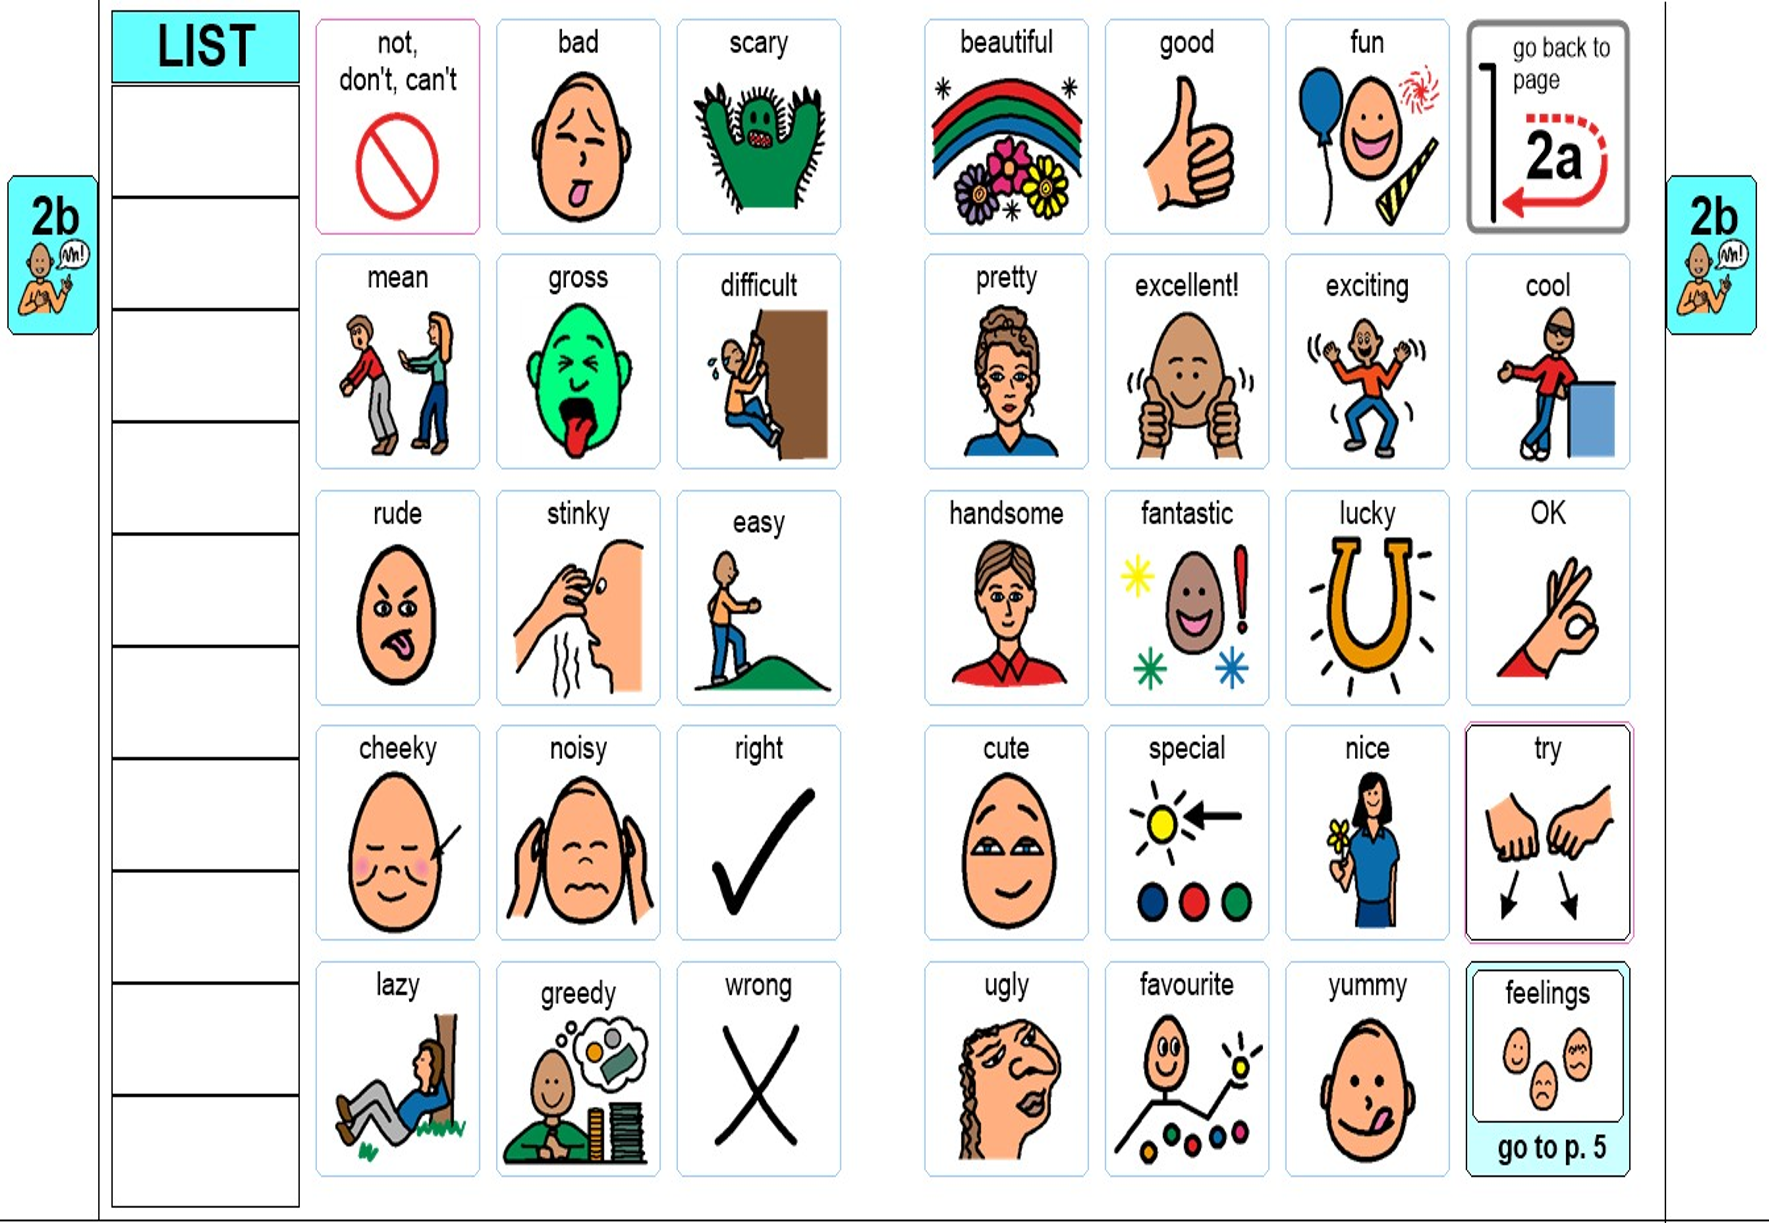 LIST
not,
don't, can't
bad
scary
beautiful
good
fun
go back to
page
2a
2b
un!
2b
un!
mean
gross
difficult
pretty
excellent!
exciting
cool
rude
stinky
easy
handsome
fantastic
lucky
OK
cheeky
noisy
right
cute
special
nice
try
lazy
greedy
wrong
ugly
favourite
yummy
feelings
go to p. 5